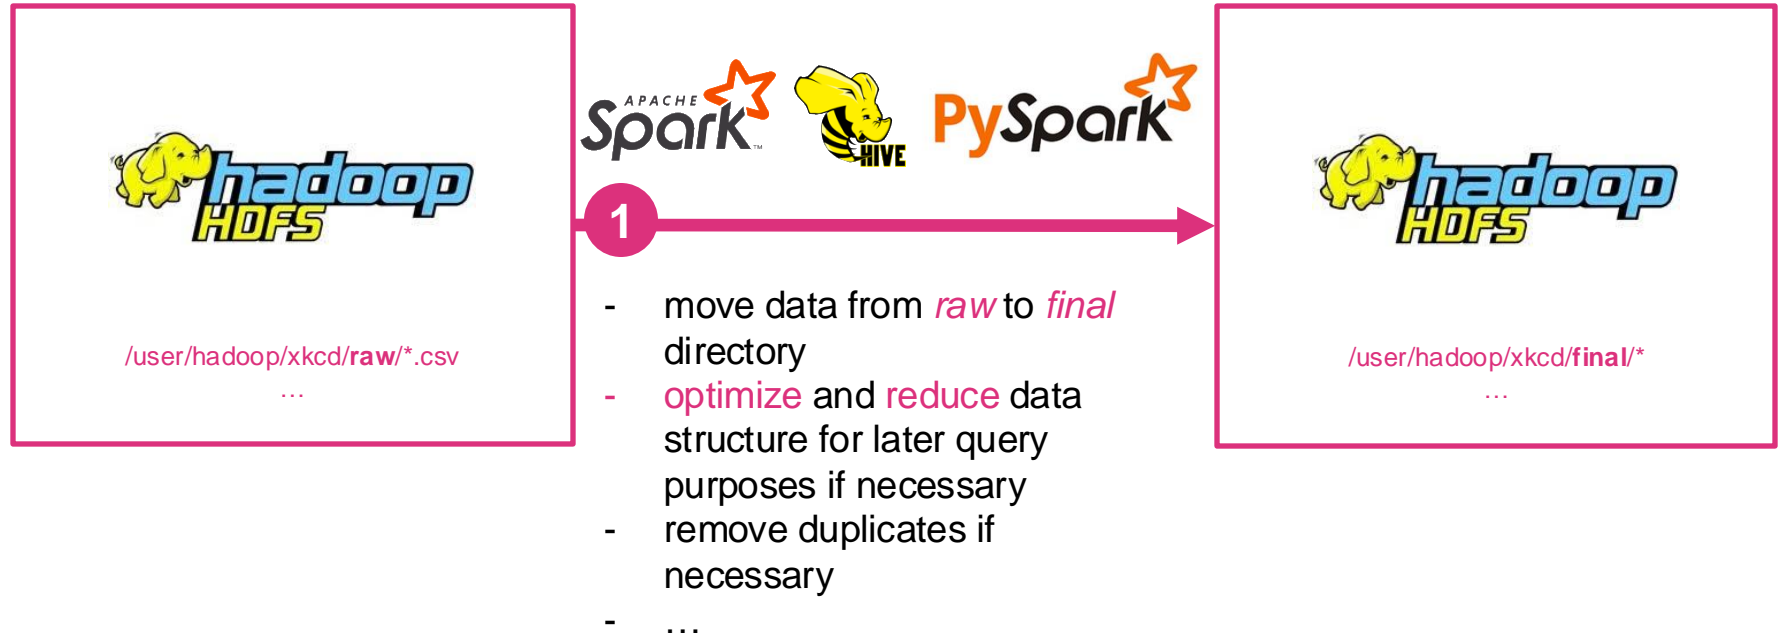 hadoop
HDFS
/user/hadoop/xkcd/raw/*.csv
…
APACHE
Spark™
HIVE
PySpark
1
- move data from raw to final
directory
- optimize and reduce data
structure for later query
purposes if necessary
- remove duplicates if
necessary
- …
hadoop
HDFS
/user/hadoop/xkcd/final/*
…